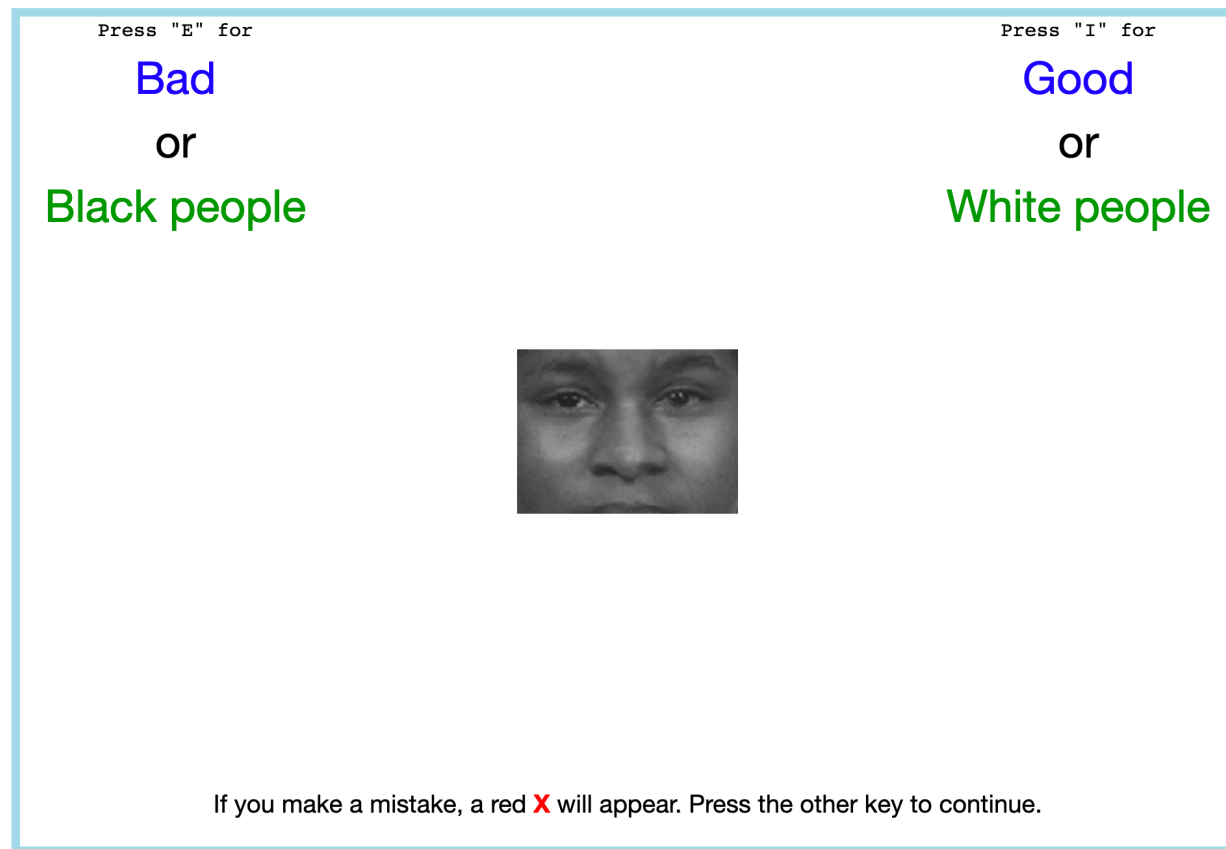 Press "E" for
Bad
or
Black people
Press "I" for
Good
or
White people
If you make a mistake, a red X will appear. Press the other key to continue.